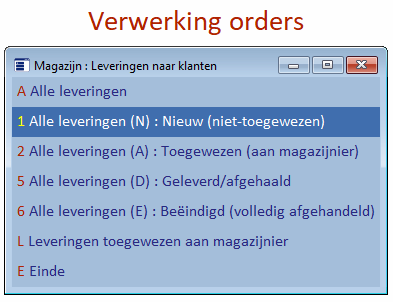 Verwerking orders
Magazijn : Leveringen naar klanten
A Alle leveringen
1 Alle leveringen (N) : Nieuw (niet-toegewezen)
2 Alle leveringen (A) : Toegewezen (aan magazijnier)
5 Alle leveringen (D) : Geleverd/afgehaald
6 Alle leveringen (E) : Beëindigd (volledig afgehandeld)
L Leveringen toegewezen aan magazijnier
E Einde